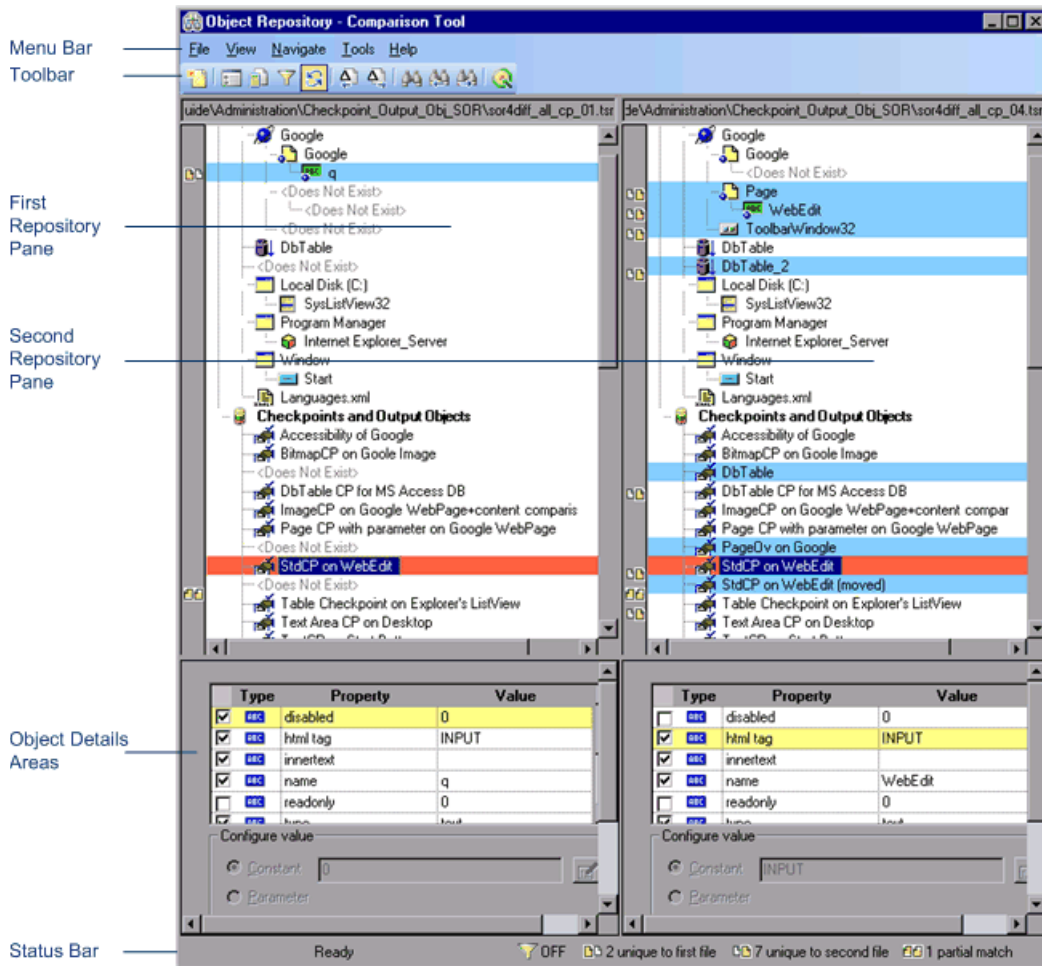 Object Repository - Comparison Tool
Menu Bar
File View Navigate Tools Help
Toolbar
uide\Administration\Checkpoint_Output_Obj_SOR\sor4diff_all_cp_01.tsr
de\Administration\Checkpoint_Output_Obj_SOR\sor4diff_all_cp_04.tsr
First
Repository
Pane
Second
Repository
Pane
Google
Google
q
<Does Not Exist>
<Does Not Exist>
<Does Not Exist>
DbTable
<Does Not Exist>
Local Disk (C:)
SysListView32
Program Manager
Internet Explorer_Server
Window
Start
Languages.xml
Checkpoints and Output Objects
Accessibility of Google
BitmapCP on Goole Image
<Does Not Exist>
DbTable CP for MS Access DB
ImageCP on Google WebPage+content comparis
Page CP with parameter on Google WebPage
<Does Not Exist>
StdCP on WebEdit
<Does Not Exist>
Table Checkpoint on Explorer's ListView
Text Area CP on Desktop
Google
Google
<Does Not Exist>
Page
WebEdit
ToolbarWindow32
DbTable
DbTable_2
Local Disk (C:)
SysListView32
Program Manager
Internet Explorer_Server
Window
Start
Languages.xml
Checkpoints and Output Objects
Accessibility of Google
BitmapCP on Goole Image
DbTable
DbTable CP for MS Access DB
ImageCP on Google WebPage+content compar
Page CP with parameter on Google WebPage
PageOv on Google
StdCP on WebEdit
StdCP on WebEdit (moved)
Table Checkpoint on Explorer's ListView
Text Area CP on Desktop
Object Details
Areas
Type Property Value
ABC disabled 0
ABC html tag INPUT
ABC innertext
ABC name q
ABC readonly 0
Configure value
Constant 0
Parameter
Type Property Value
ABC disabled 0
ABC html tag INPUT
ABC innertext
ABC name WebEdit
ABC readonly 0
Configure value
Constant INPUT
Parameter
Status Bar
Ready OFF 2 unique to first file 7 unique to second file 1 partial match